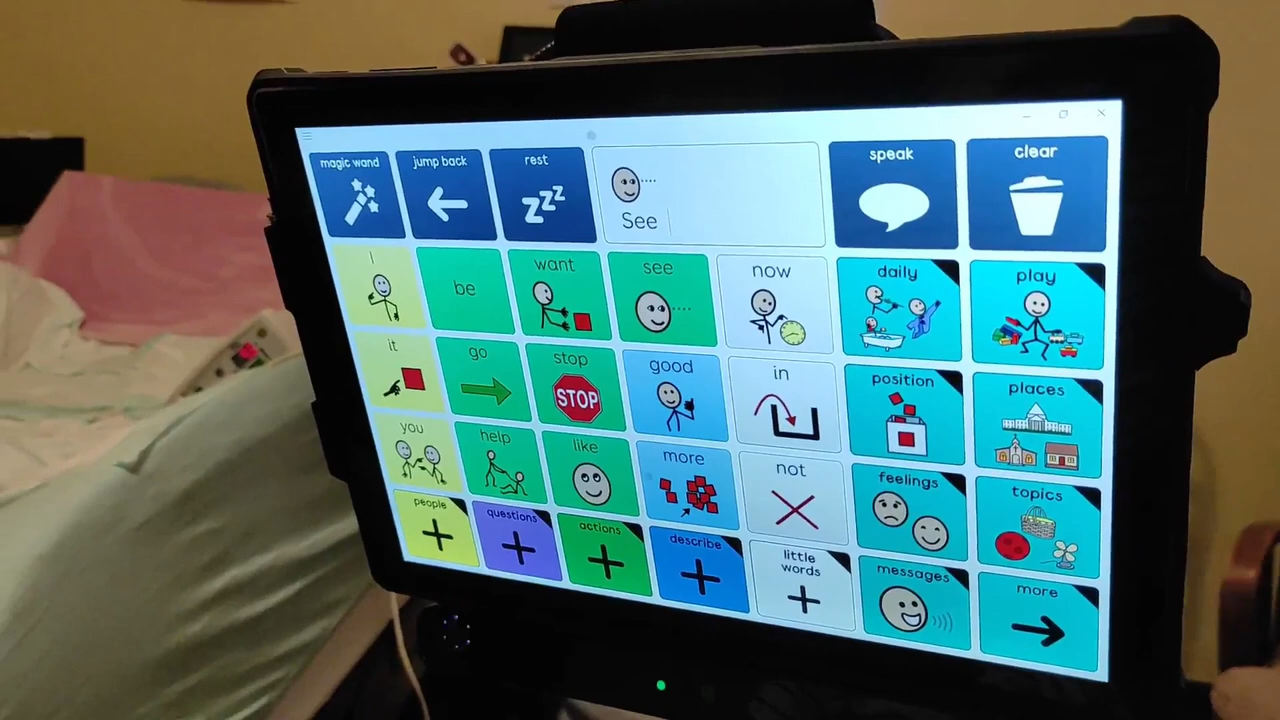 magic wand
jump back
rest
See
speak
clear
I
be
want
see
now
daily
play
it
go
stop
STOP
good
in
position
places
you
help
like
more
not
feelings
topics
people
questions
actions
describe
little
words
messages
more